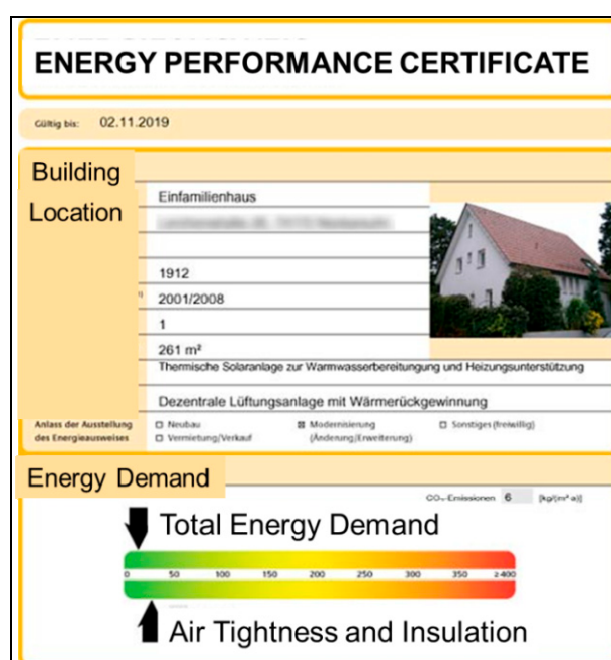 ENERGY PERFORMANCE CERTIFICATE
Gültig bis: 02.11.2019
Building
Location
Einfamilienhaus
1912
2001/2008
1
261 m²
Thermische Solaranlage zur Warmwasserbereitungung und Heizungsunterstützung
Dezentrale Lüftungsanlage mit Wärmerückgewinnung
Anlass der Ausstellung
des Energieausweises
Neubau
Vermietung/Verkauf
Modernisierung
(Änderung/Erweiterung)
Sonstiges (freiwillig)
Energy Demand
CO₂-Emissionen 6 [kg/(m²·a)]
Total Energy Demand
0 50 100 150 200 250 300 350 ≥400
Air Tightness and Insulation